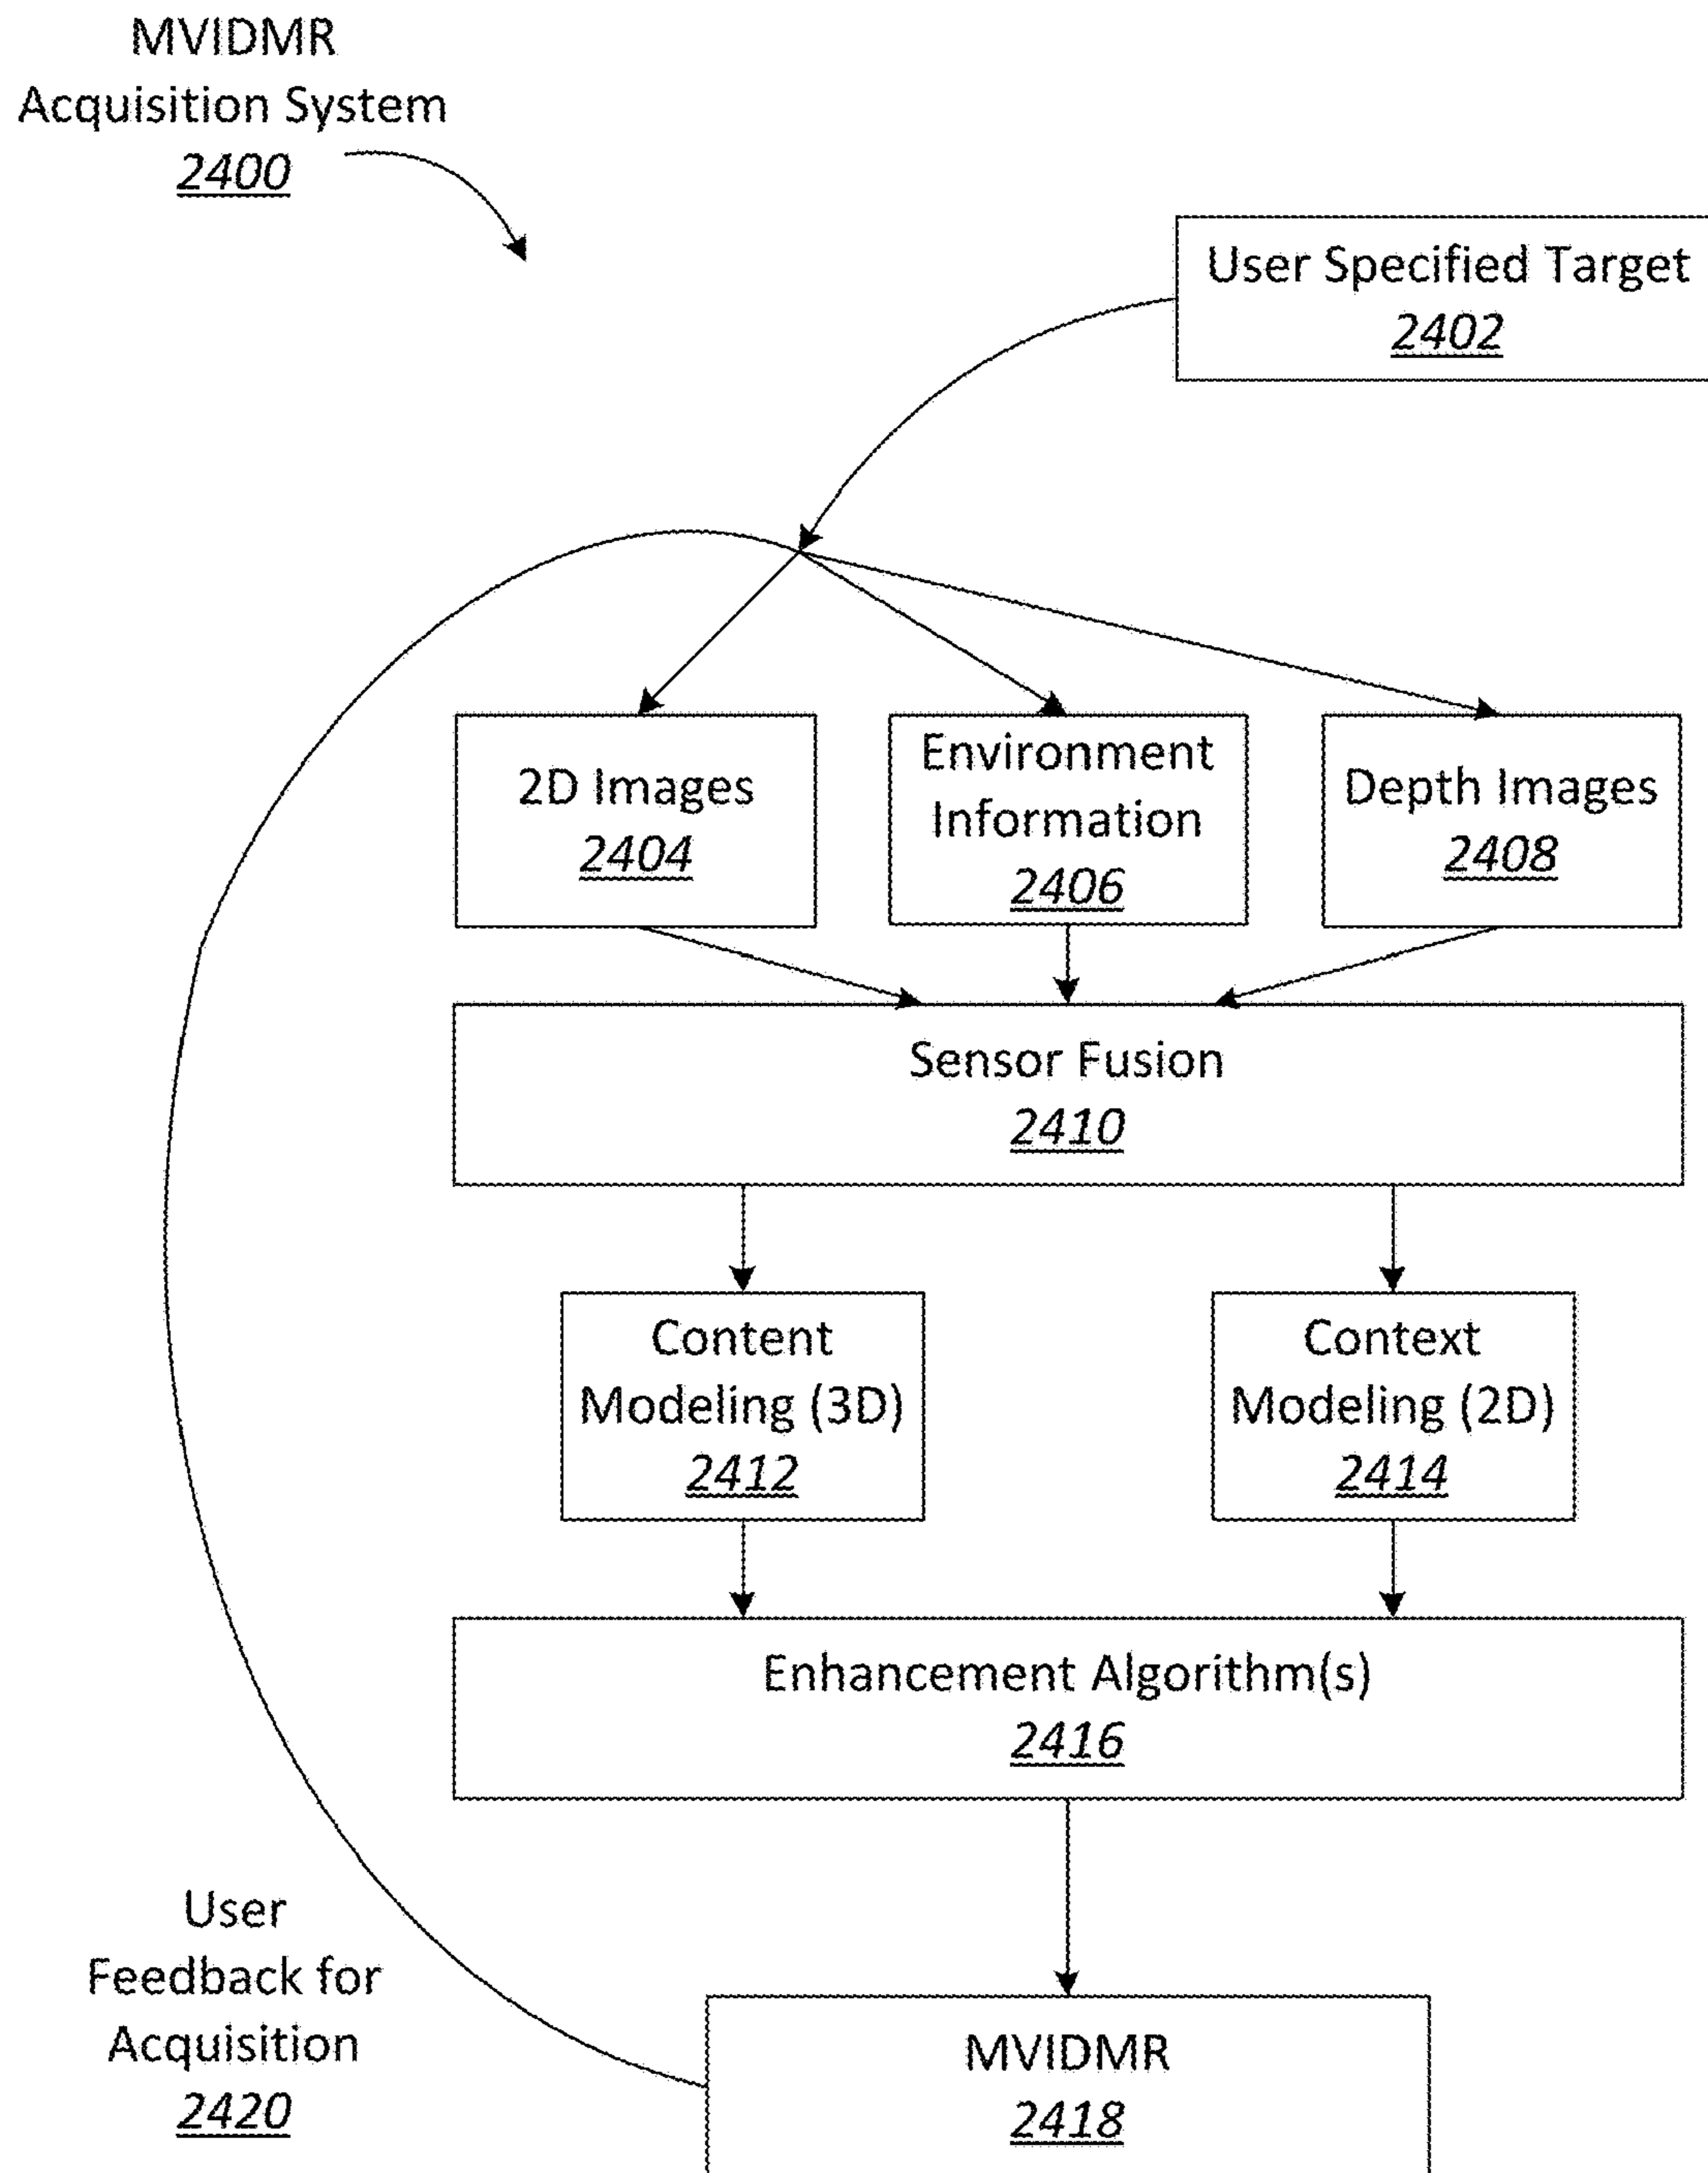 MVIDMR
Acquisition System
2400
User Specified Target
2402
2D Images
2404
Environment
Information
2406
Depth Images
2408
Sensor Fusion
2410
Content
Modeling (3D)
2412
Context
Modeling (2D)
2414
Enhancement Algorithm(s)
2416
User
Feedback for
Acquisition
2420
MVIDMR
2418